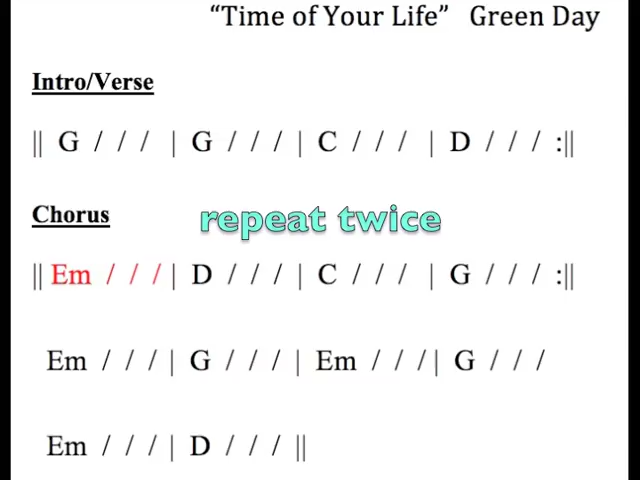 “Time of Your Life” Green Day
Intro/Verse
|| G / / / | G / / / | C / / / | D / / / :||
Chorus
repeat twice
|| Em / / / | D / / / | C / / / | G / / / :||
Em / / / | G / / / | Em / / / | G / / /
Em / / / | D / / / ||